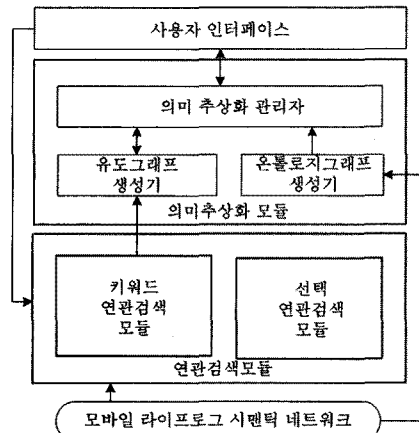 사용자 인터페이스
의미 추상화 관리자
유도그래프
생성기
온톨로지그래프
생성기
의미추상화 모듈
키워드
연관검색
모듈
선택
연관검색
모듈
연관검색모듈
모바일 라이프로그 시맨틱 네트워크